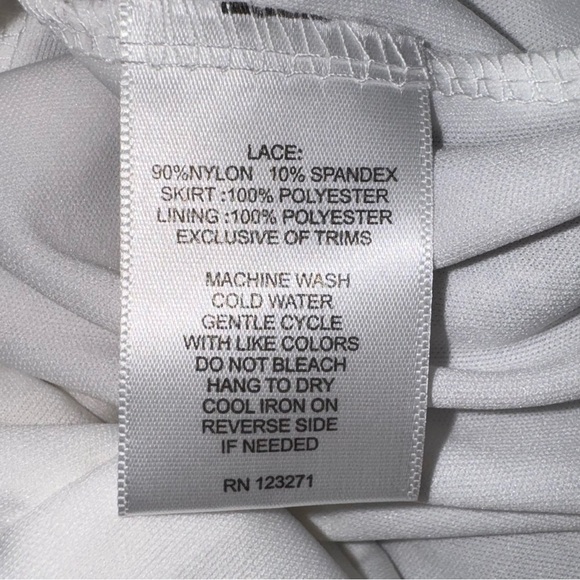 LACE:
90%NYLON 10% SPANDEX
SKIRT :100% POLYESTER
LINING :100% POLYESTER
EXCLUSIVE OF TRIMS
MACHINE WASH
COLD WATER
GENTLE CYCLE
WITH LIKE COLORS
DO NOT BLEACH
HANG TO DRY
COOL IRON ON
REVERSE SIDE
IF NEEDED
RN 123271